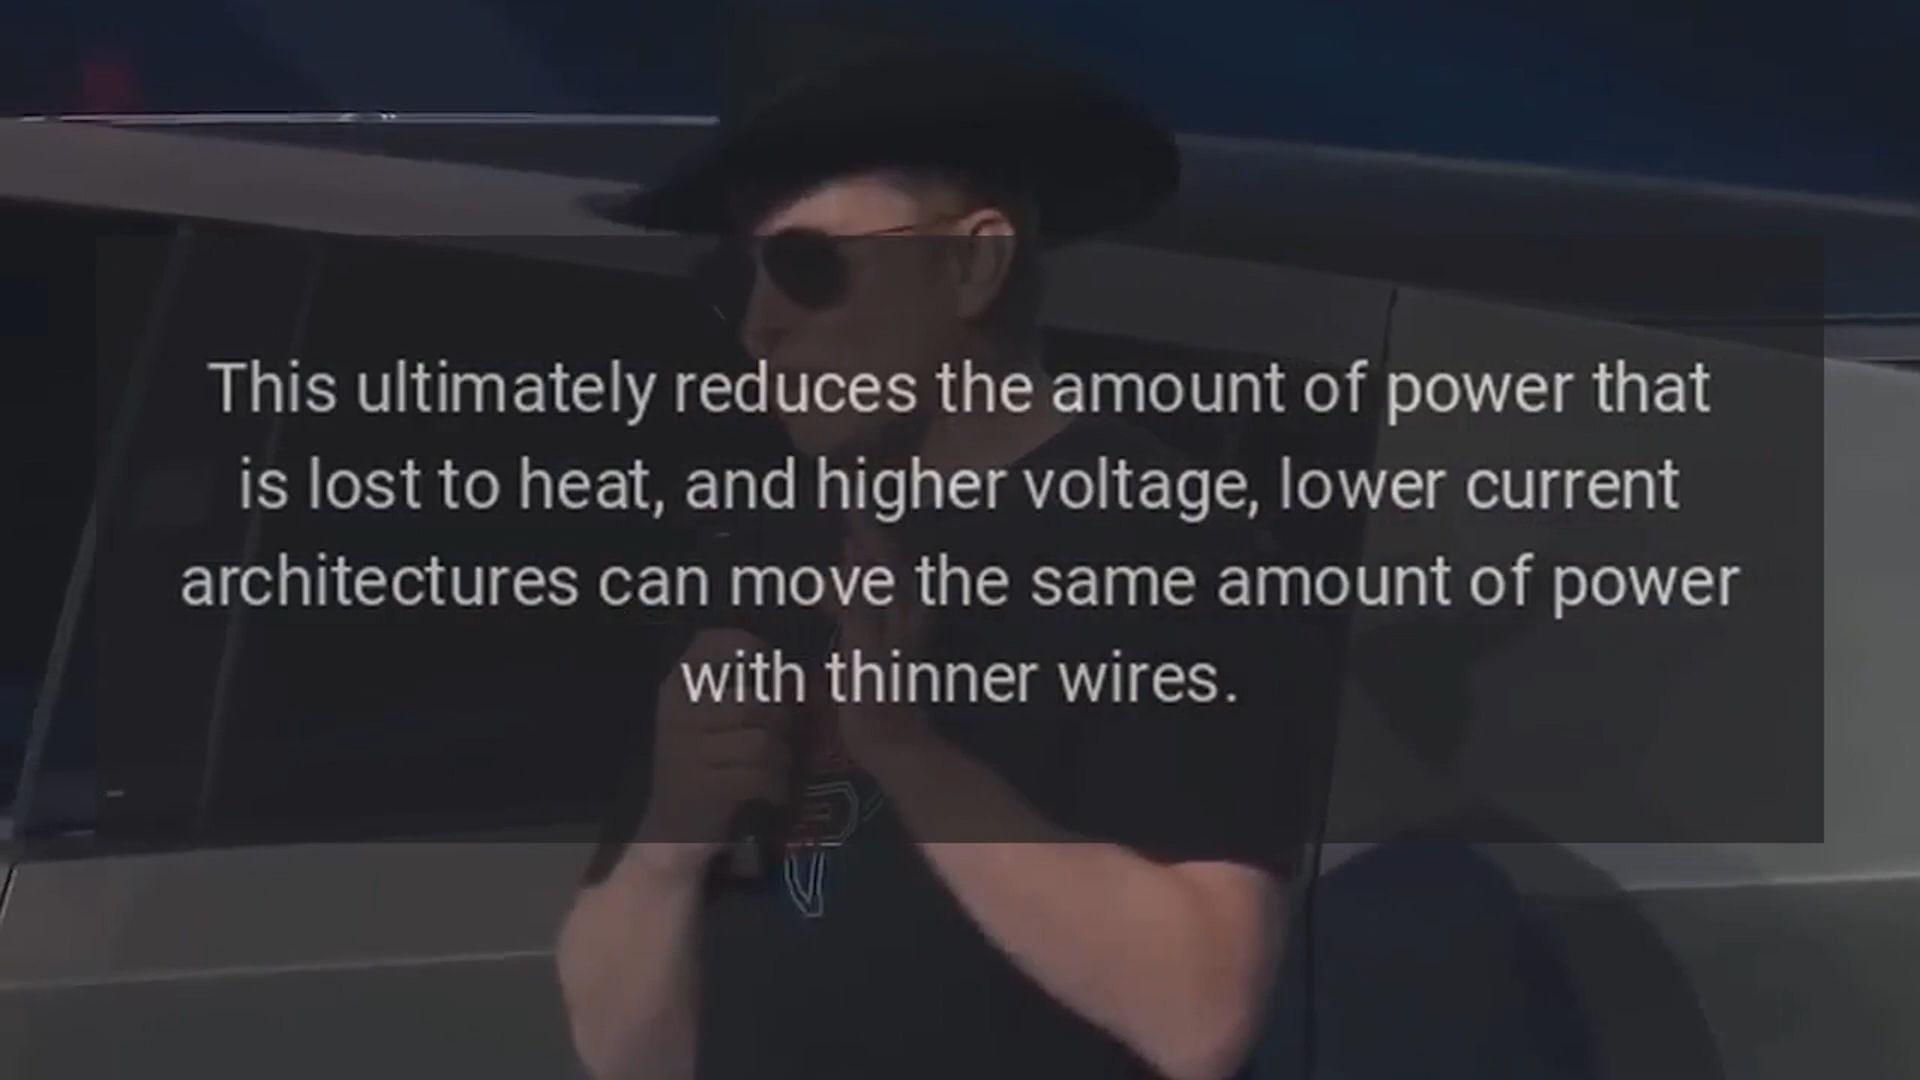 This ultimately reduces the amount of power that
is lost to heat, and higher voltage, lower current
architectures can move the same amount of power
with thinner wires.